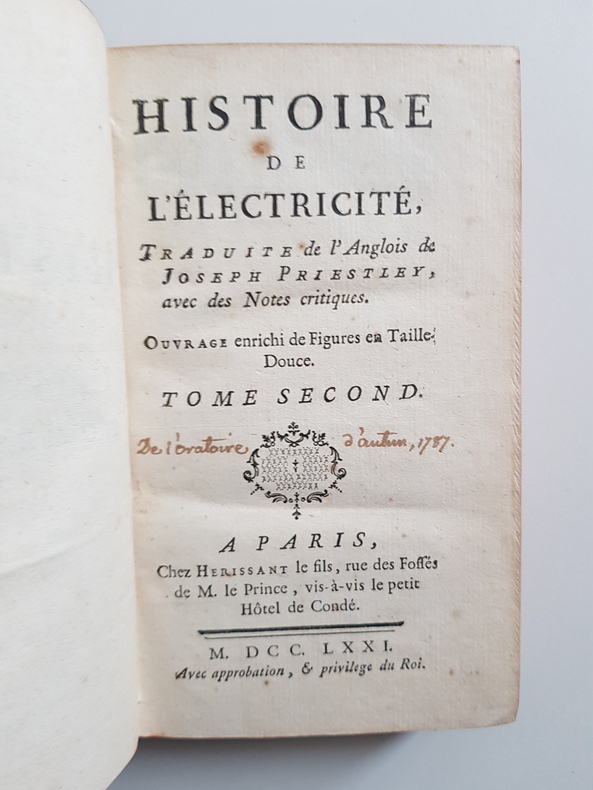 HISTOIRE
DE
L'ÉLECTRICITÉ,
TRADUITE de l'Anglois de
JOSEPH PRIESTLEY,
avec des Notes critiques.
OUVRAGE enrichi de Figures en Taille-
Douce.
TOME SECOND.
De l'oratoire d'autun, 1787.
A PARIS,
Chez HERISSANT le fils, rue des Fossés
de M. le Prince, vis-à-vis le petit
Hôtel de Condé.
M. DCC. LXXI.
Avec approbation, & privilege du Roi.